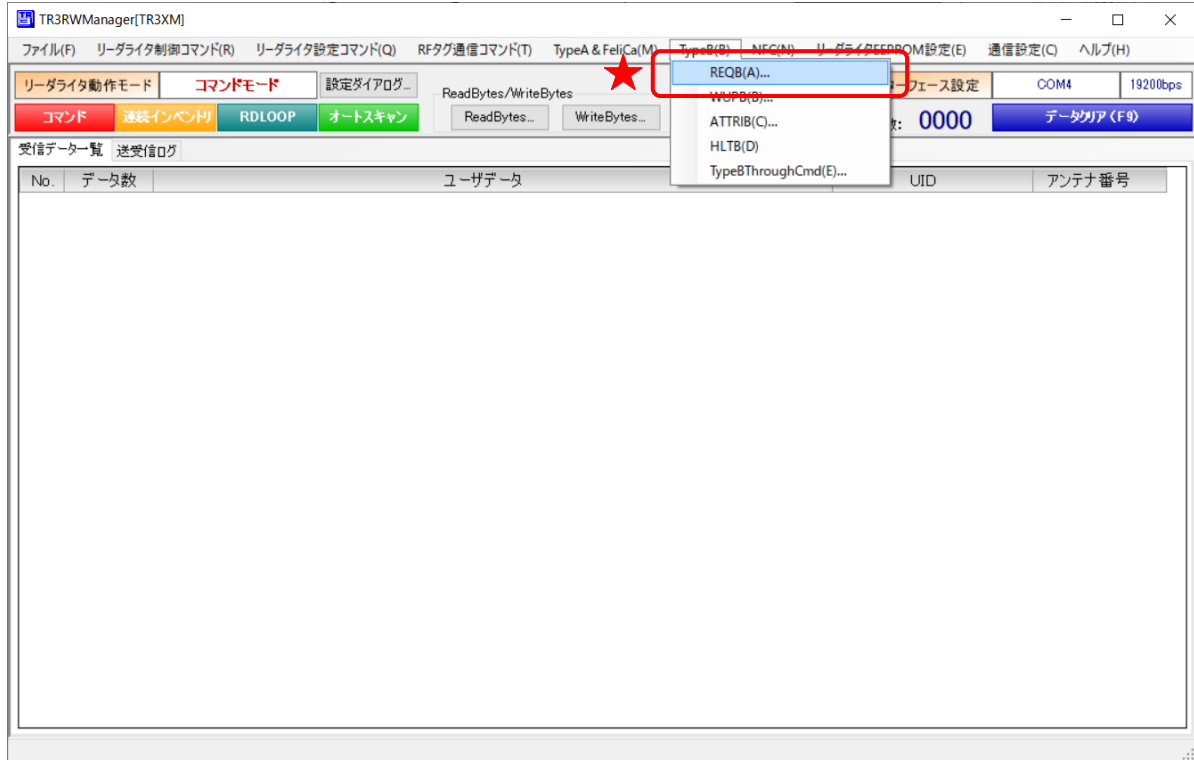 TR3RWManager[TR3XM]
ファイル(F) リーダライタ制御コマンド(R) リーダライタ設定コマンド(Q) RFタグ通信コマンド(T) TypeA & FeliCa(M) TypeB(B) NFC(N) リーダライタEEPROM設定(E) 通信設定(C) ヘルプ(H)
リーダライタ動作モード コマンドモード 設定ダイアログ... ReadBytes/WriteBytes REQB(A)... フェース設定 COM4 19200bps
WUPB(B)...
コマンド 連続インベントリ RDLOOP オートスキャン ReadBytes... WriteBytes... ATTRIB(C)... 数: 0000 データクリア(F9)
受信データ一覧 送受信ログ HLTB(D)
No. データ数 ユーザデータ TypeBThroughCmd(E)... UID アンテナ番号